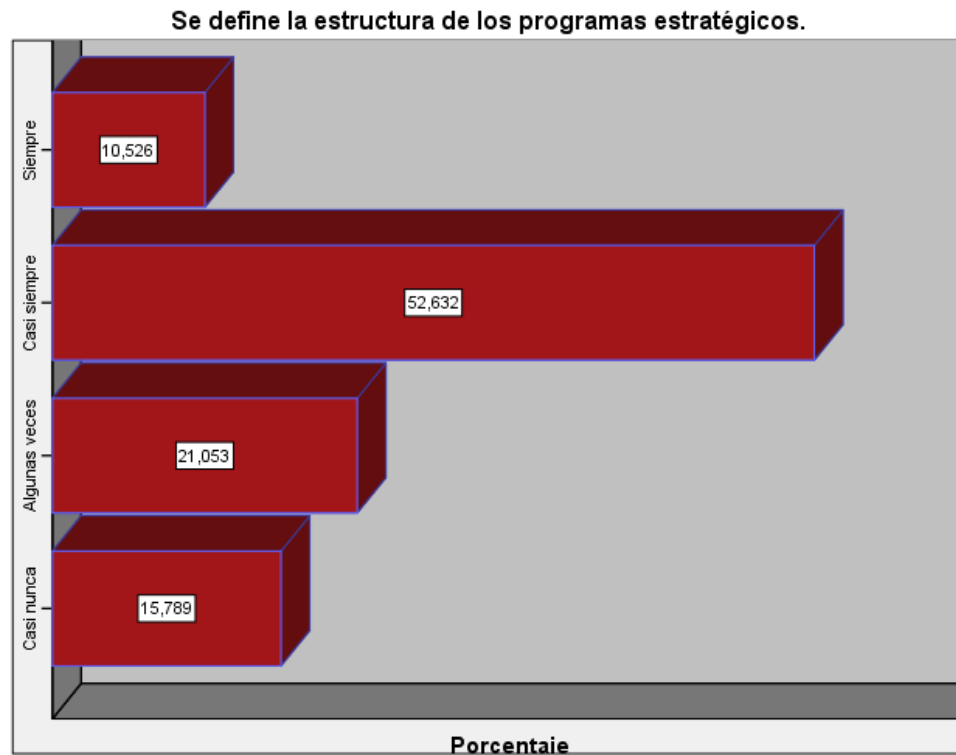 Se define la estructura de los programas estratégicos.
Siempre
10,526
Casi siempre
52,632
Algunas veces
21,053
Casi nunca
15,789
Porcentaje